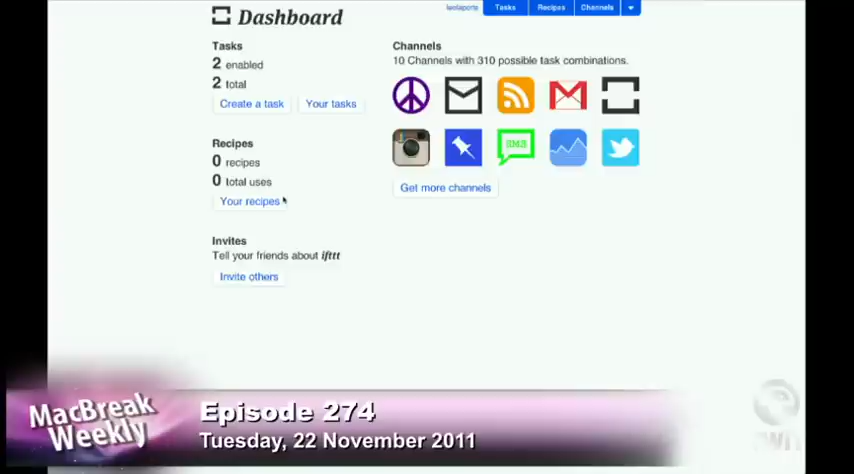 leolaporte Tasks Recipes Channels
Dashboard
Tasks
2 enabled
2 total
Create a task Your tasks
Recipes
0 recipes
0 total uses
Your recipes
Invites
Tell your friends about ifttt
Invite others
Channels
10 Channels with 310 possible task combinations.
SMS
Get more channels
MacBreak
Weekly
Episode 274
Tuesday, 22 November 2011
TWiT